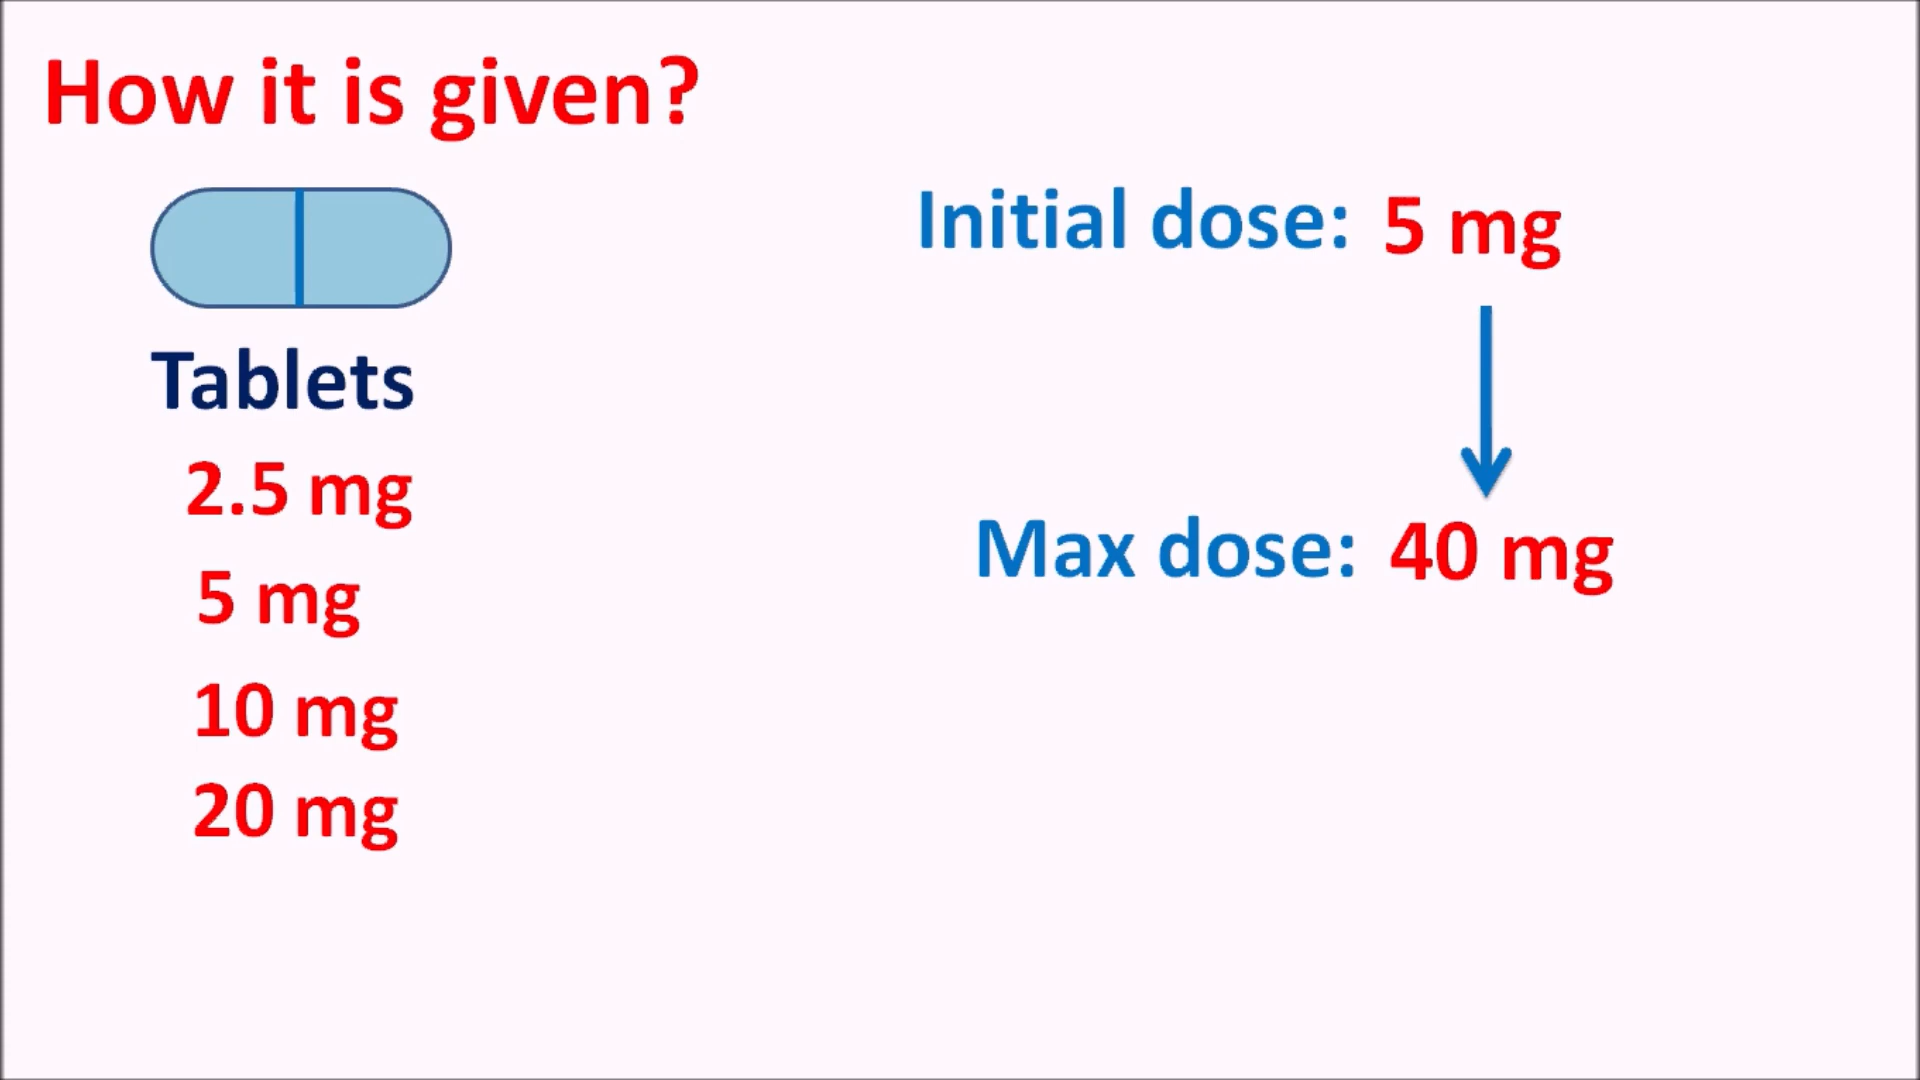 How it is given?
Tablets
2.5 mg
5 mg
10 mg
20 mg
Initial dose: 5 mg
Max dose: 40 mg